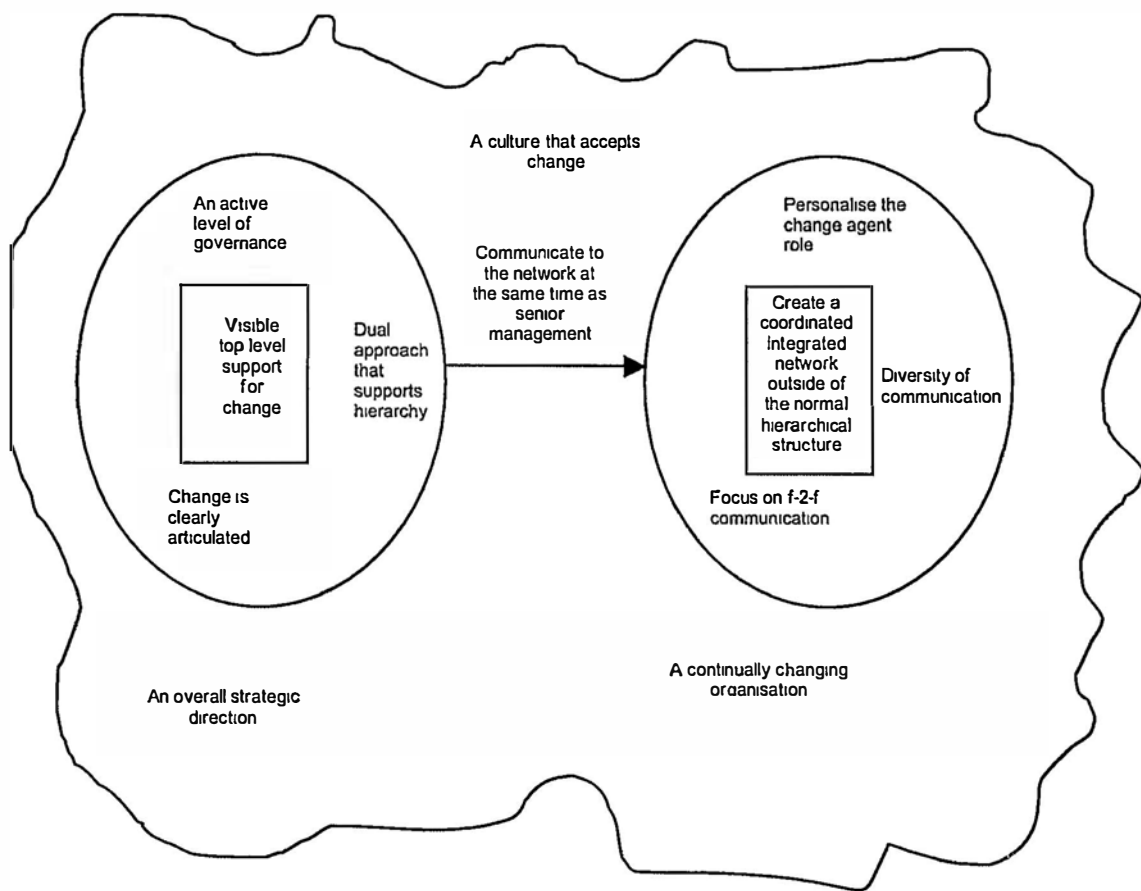 A culture that accepts
change
An active
level of
governance
Visible
top level
support
for
change
Dual
approach
that
supports
hierarchy
Change is
clearly
articulated
Communicate to
the network at
the same time as
senior
management
Personalise the
change agent
role
Create a
coordinated
integrated
network
outside of
the normal
hierarchical
structure
Diversity of
communication
Focus on f-2-f
communication
An overall strategic
direction
A continually changing
organisation